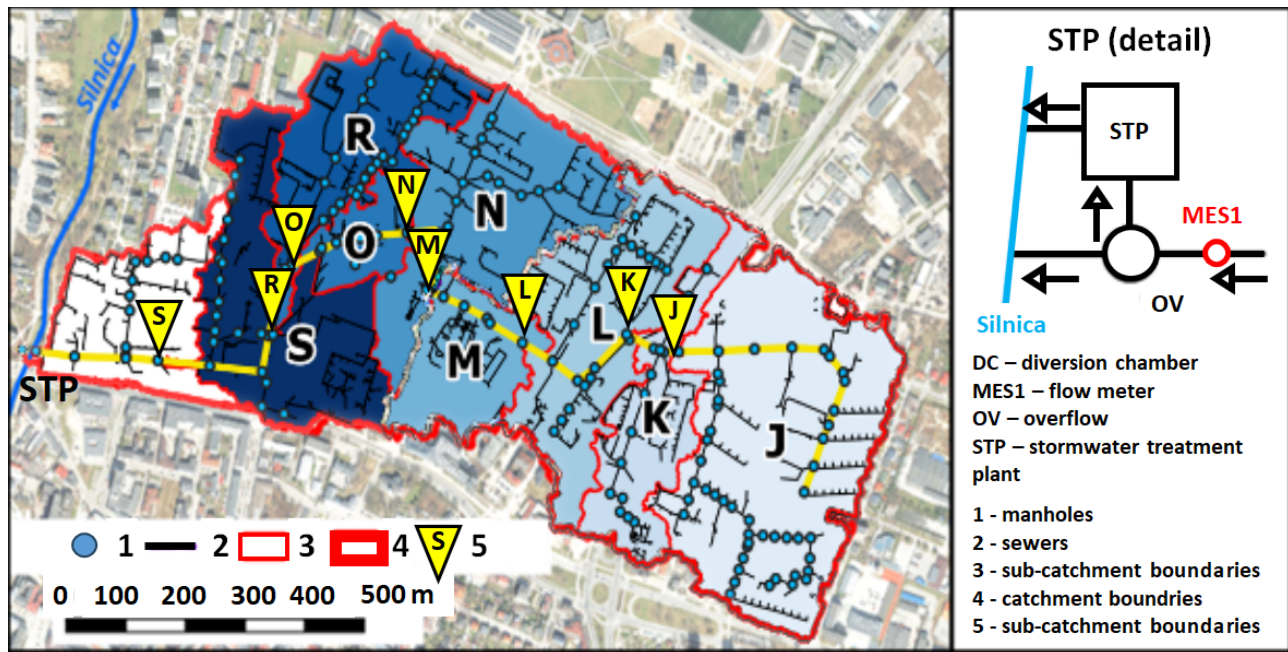 Silnica
R
N
O
N
O
M
R
L
K
J
S
S
L
M
K
J
STP
1
2
3
4
S
5
0 100 200 300 400 500 m
STP (detail)
STP
MES1
OV
Silnica
DC – diversion chamber
MES1 – flow meter
OV – overflow
STP – stormwater treatment
plant
1 - manholes
2 - sewers
3 - sub-catchment boundaries
4 - catchment boundries
5 - sub-catchment boundaries